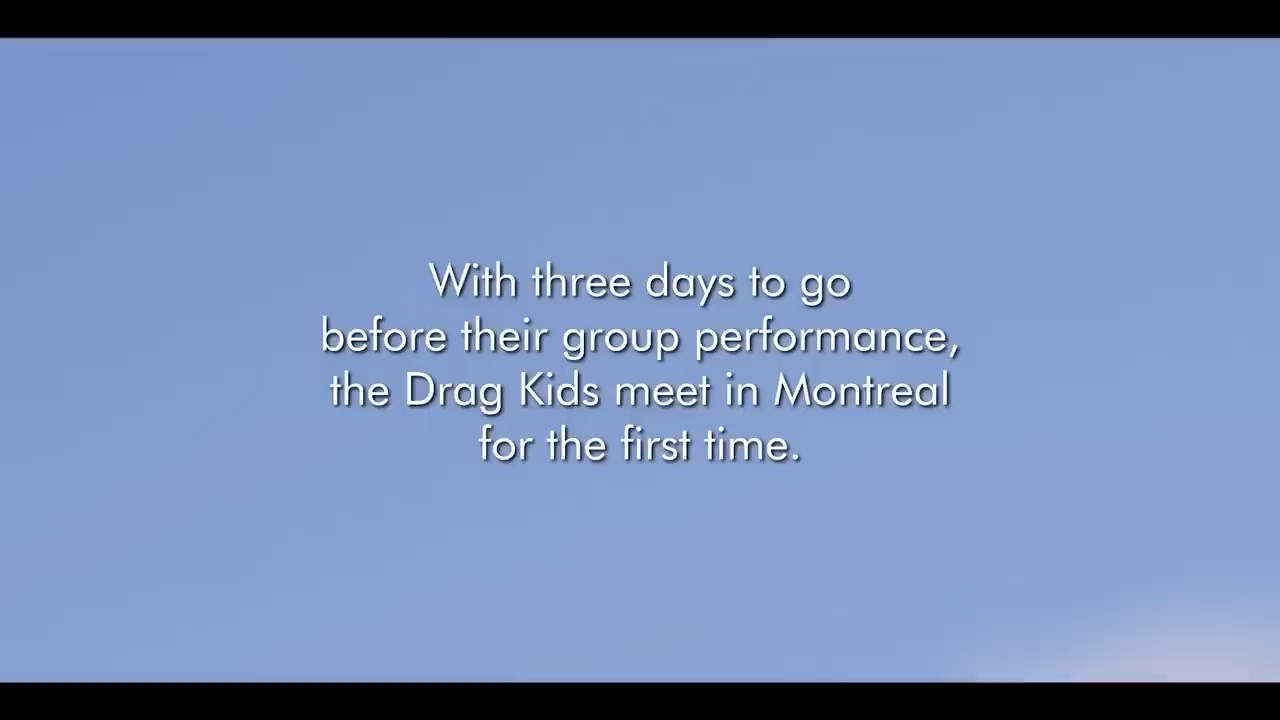 With three days to go
before their group performance,
the Drag Kids meet in Montreal
for the first time.